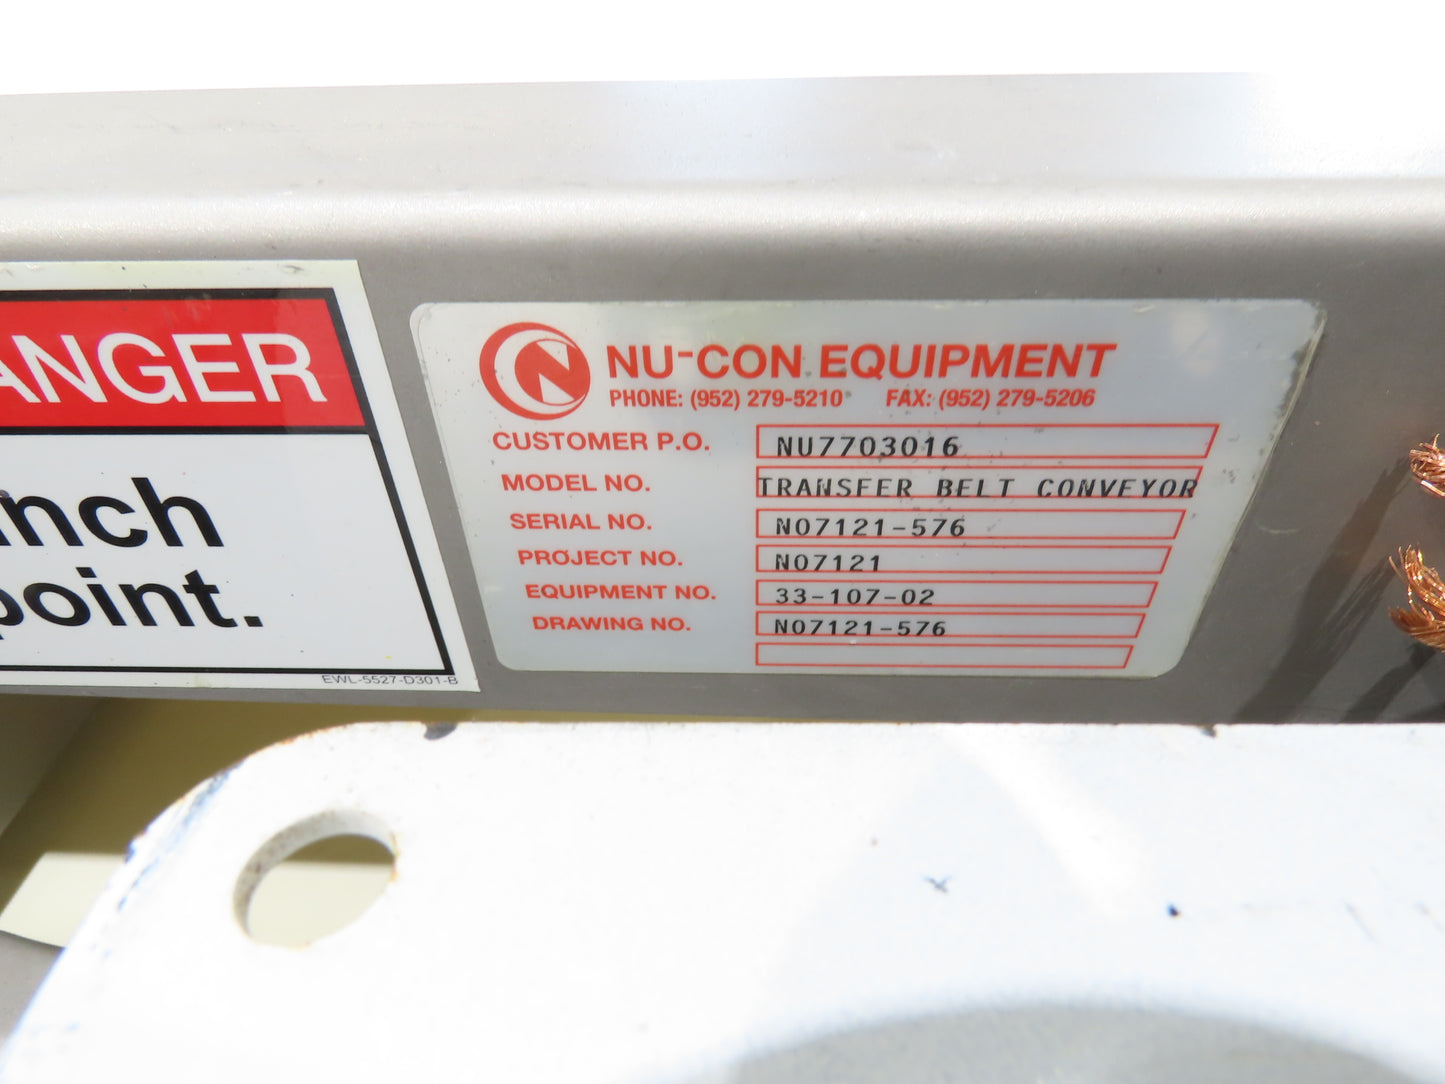 ANGER
inch
point.
EWL-5527-D301-B
NU-CON EQUIPMENT
PHONE: (952) 279-5210 FAX: (952) 279-5206
CUSTOMER P.O. NU7703016
MODEL NO. TRANSFER BELT CONVEYOR
SERIAL NO. N07121-576
PROJECT NO. N07121
EQUIPMENT NO. 33-107-02
DRAWING NO. N07121-576